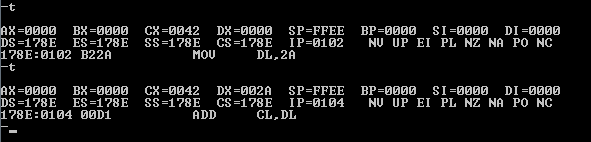 -t
AX=0000 BX=0000 CX=0042 DX=0000 SP=FFEE BP=0000 SI=0000 DI=0000
DS=178E ES=178E SS=178E CS=178E IP=0102 NV UP EI PL NZ NA PO NC
178E:0102 B22A MOV DL,2A
-t
AX=0000 BX=0000 CX=0042 DX=002A SP=FFEE BP=0000 SI=0000 DI=0000
DS=178E ES=178E SS=178E CS=178E IP=0104 NV UP EI PL NZ NA PO NC
178E:0104 00D1 ADD CL,DL
-